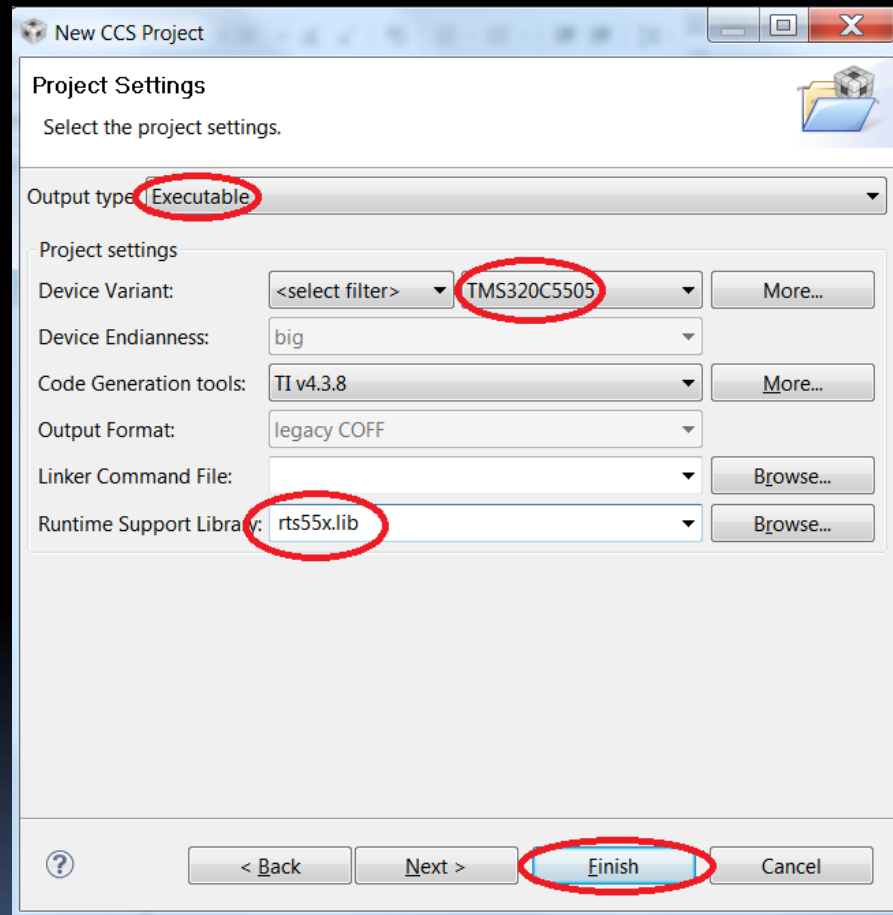 New CCS Project
Project Settings
Select the project settings.
Output type: Executable
Project settings
Device Variant: <select filter> TMS320C5505 More...
Device Endianness: big
Code Generation tools: TI v4.3.8 More...
Output Format: legacy COFF
Linker Command File: Browse...
Runtime Support Library: rts55x.lib Browse...
? < Back Next > Finish Cancel